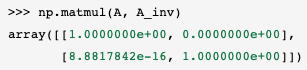 >>> np.matmul(A, A_inv)
array([[1.0000000e+00, 0.0000000e+00],
[8.8817842e-16, 1.0000000e+00]])